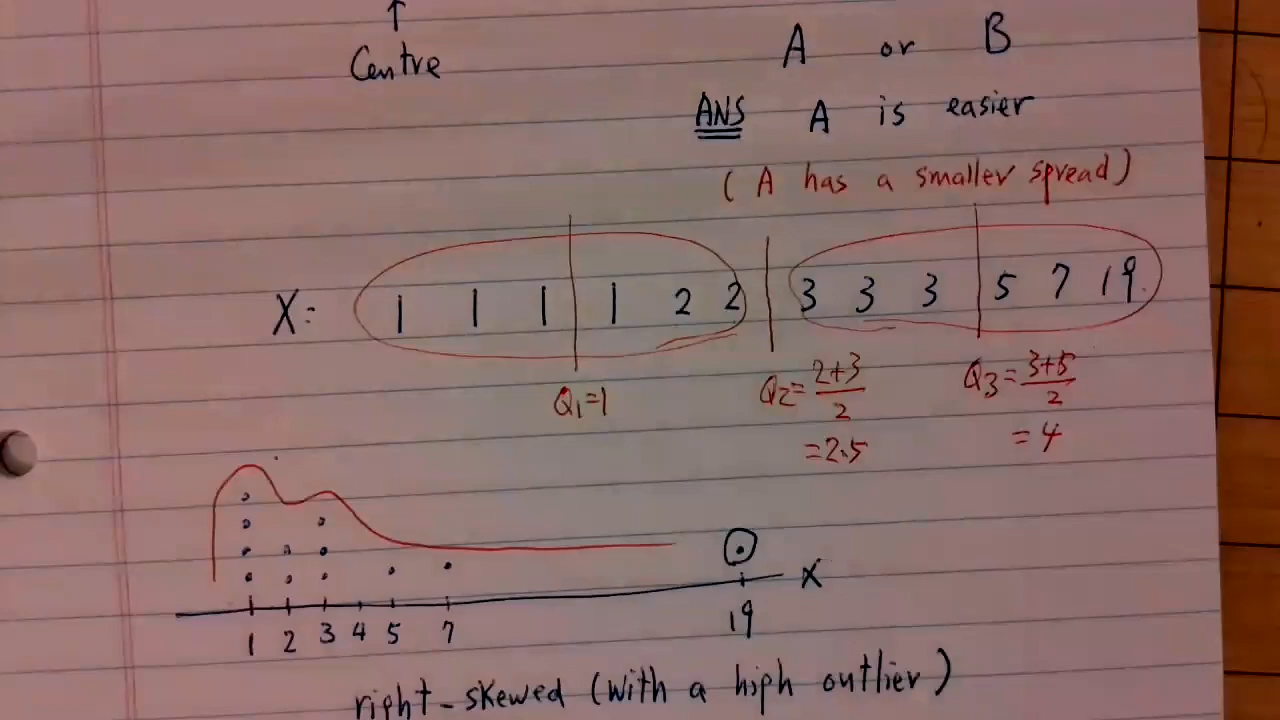 ↑
Centre
A or B
ANS A is easier
(A has a smaller spread)
X: 1 1 1 1 2 2 3 3 3 5 7 19
Q1=1 Q2=2+3/2 Q3=3+5/2
=2.5 =4
X
1 2 3 4 5 7 19
right-skewed (with a high outlier)